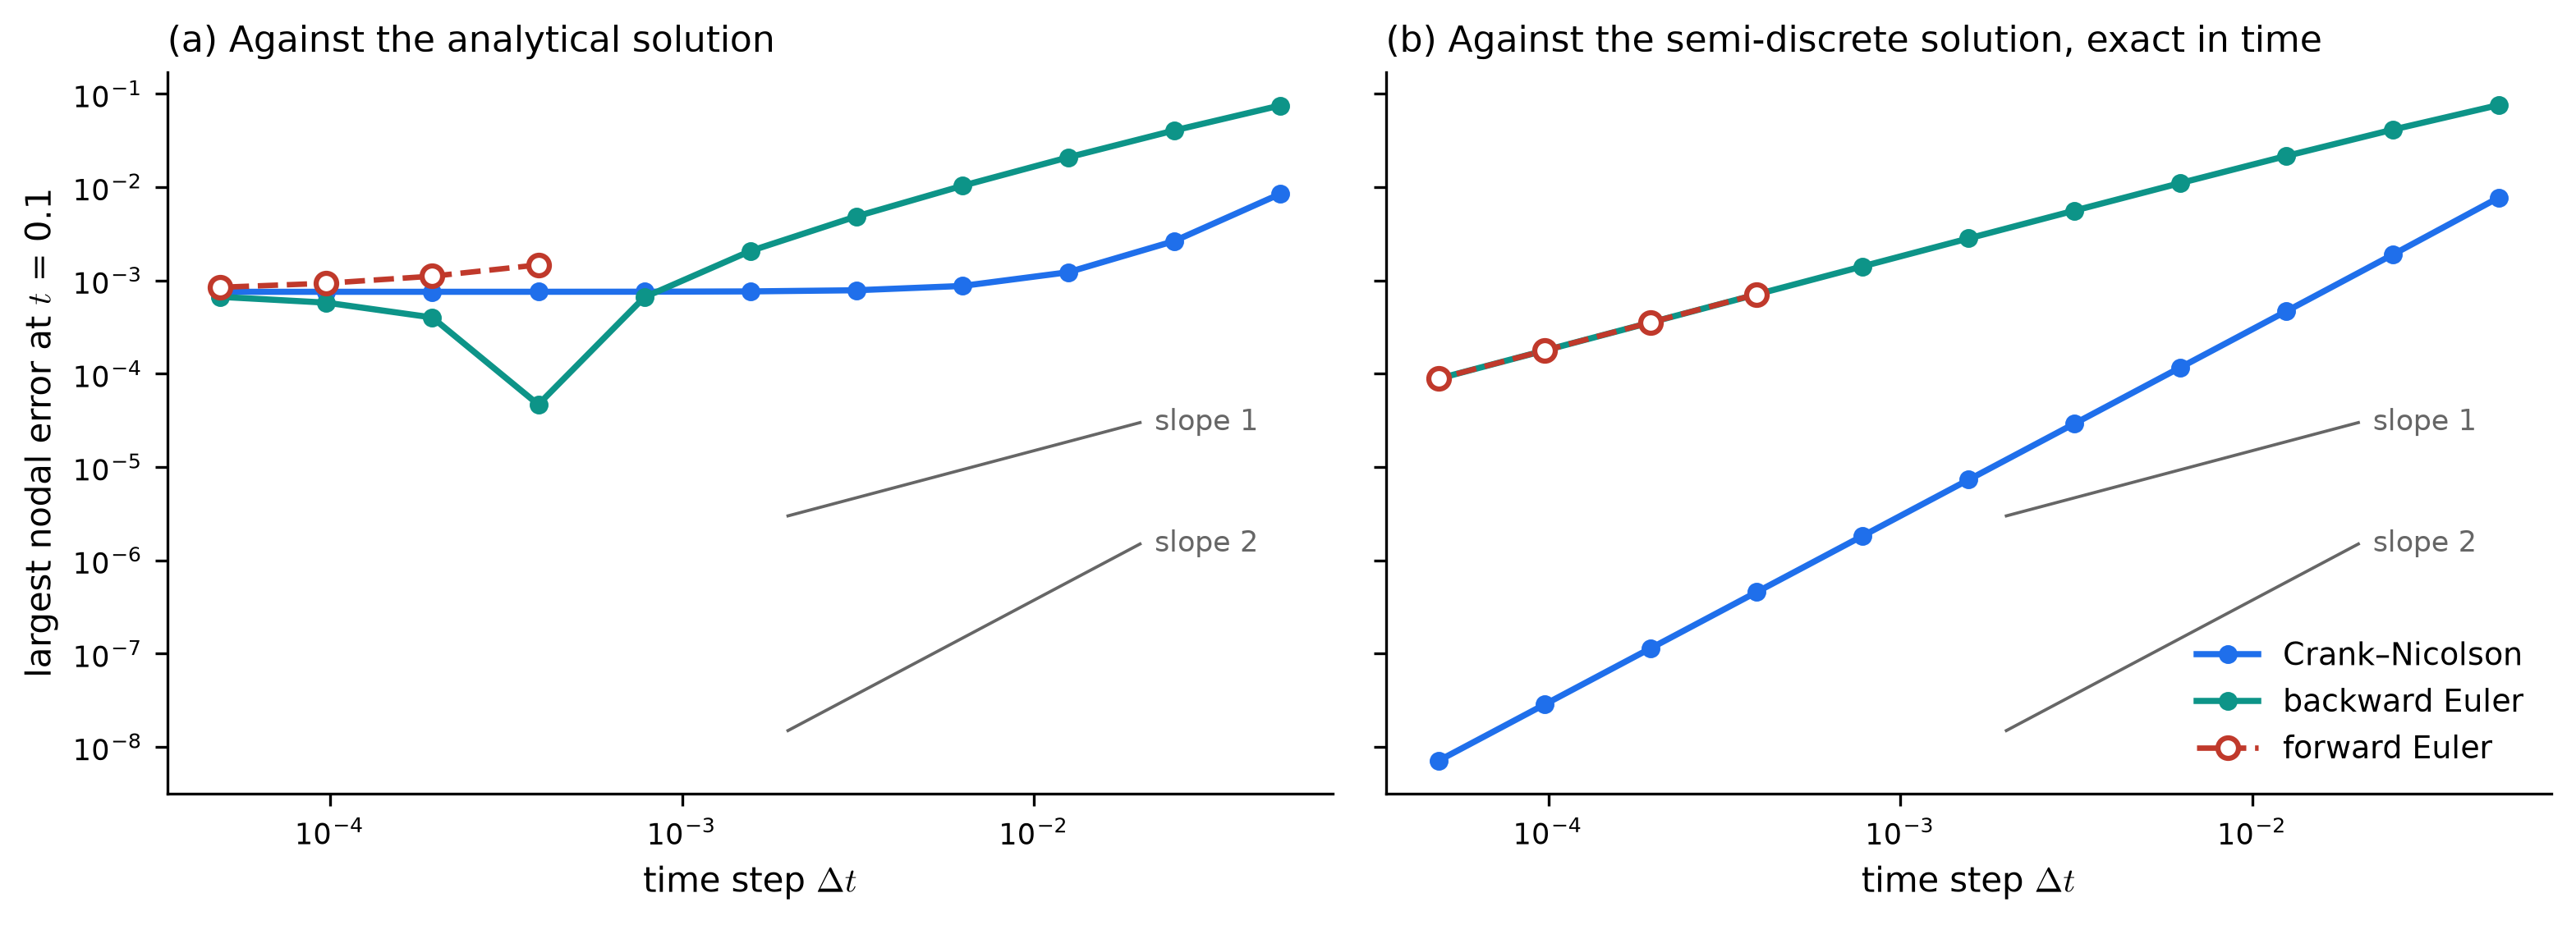 (a) Against the analytical solution
(b) Against the semi-discrete solution, exact in time
largest nodal error at t = 0.1
10⁻¹
10⁻²
10⁻³
10⁻⁴
10⁻⁵
10⁻⁶
10⁻⁷
10⁻⁸
slope 1
slope 2
10⁻⁴
10⁻³
10⁻²
time step Δt
slope 1
slope 2
Crank–Nicolson
backward Euler
forward Euler
10⁻⁴
10⁻³
10⁻²
time step Δt